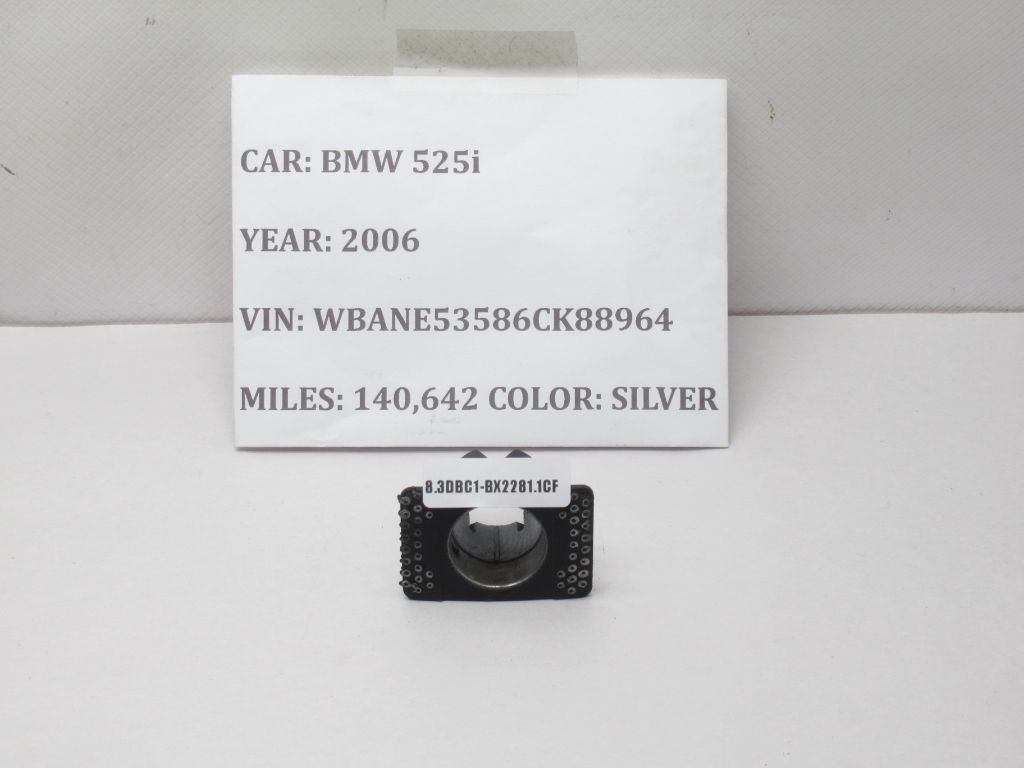 CAR: BMW 525i
YEAR: 2006
VIN: WBANE53586CK88964
MILES: 140,642 COLOR: SILVER
8.3DBC1-BX2281.1CF